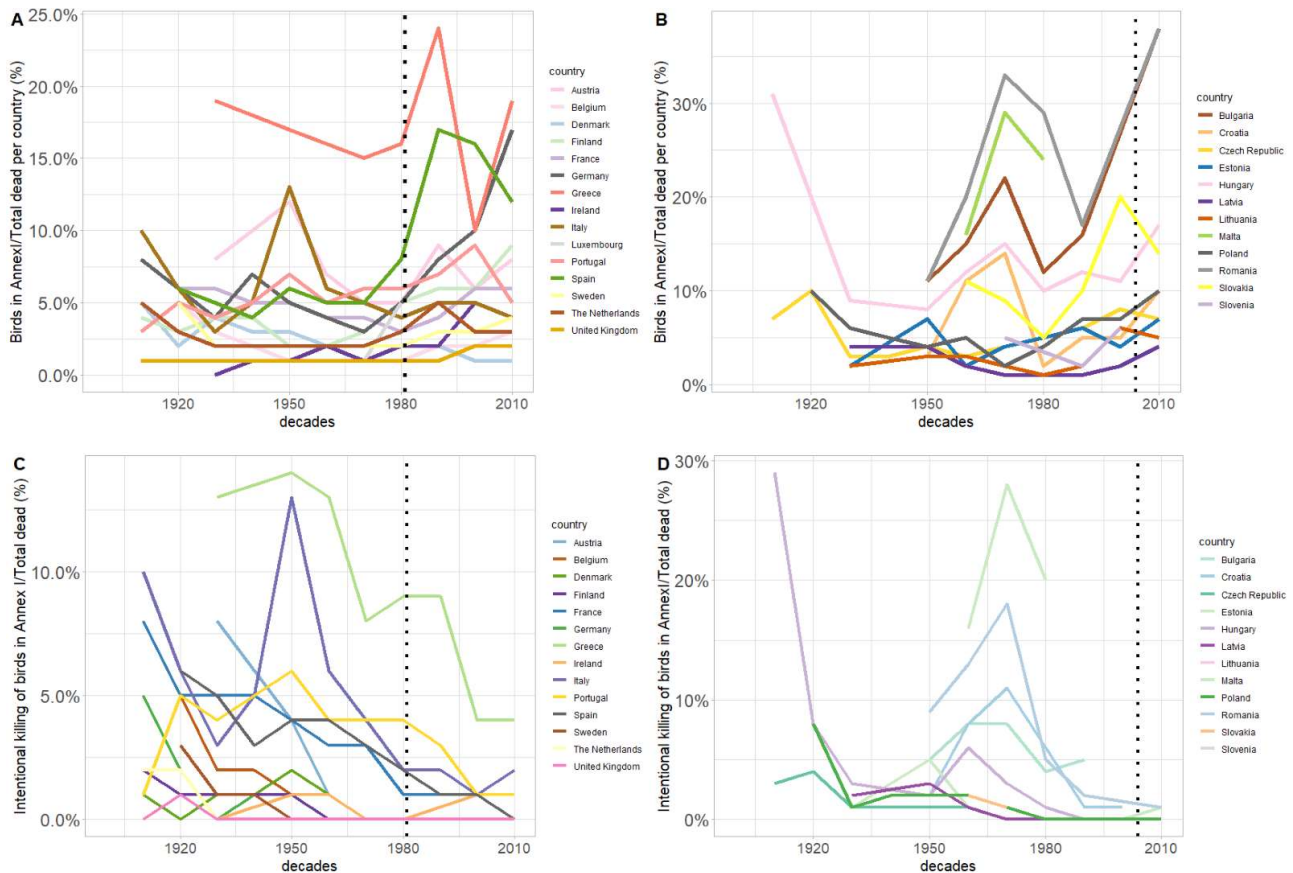 A
Birds in AnnexI/Total dead per country (%)
25.0%
20.0%
15.0%
10.0%
5.0%
0.0%
1920
1950
1980
2010
decades
country
Austria
Belgium
Denmark
Finland
France
Germany
Greece
Ireland
Italy
Luxembourg
Portugal
Spain
Sweden
The Netherlands
United Kingdom
B
Birds in AnnexI/Total dead per country (%)
30%
20%
10%
0%
1920
1950
1980
2010
decades
country
Bulgaria
Croatia
Czech Republic
Estonia
Hungary
Latvia
Lithuania
Malta
Poland
Romania
Slovakia
Slovenia
C
Intentional killing of birds in Annex I/Total dead (%)
10.0%
5.0%
0.0%
1920
1950
1980
2010
decades
country
Austria
Belgium
Denmark
Finland
France
Germany
Greece
Ireland
Italy
Portugal
Spain
Sweden
The Netherlands
United Kingdom
D
Intentional killing of birds in AnnexI/Total dead (%)
30%
20%
10%
0%
1920
1950
1980
2010
decades
country
Bulgaria
Croatia
Czech Republic
Estonia
Hungary
Latvia
Lithuania
Malta
Poland
Romania
Slovakia
Slovenia